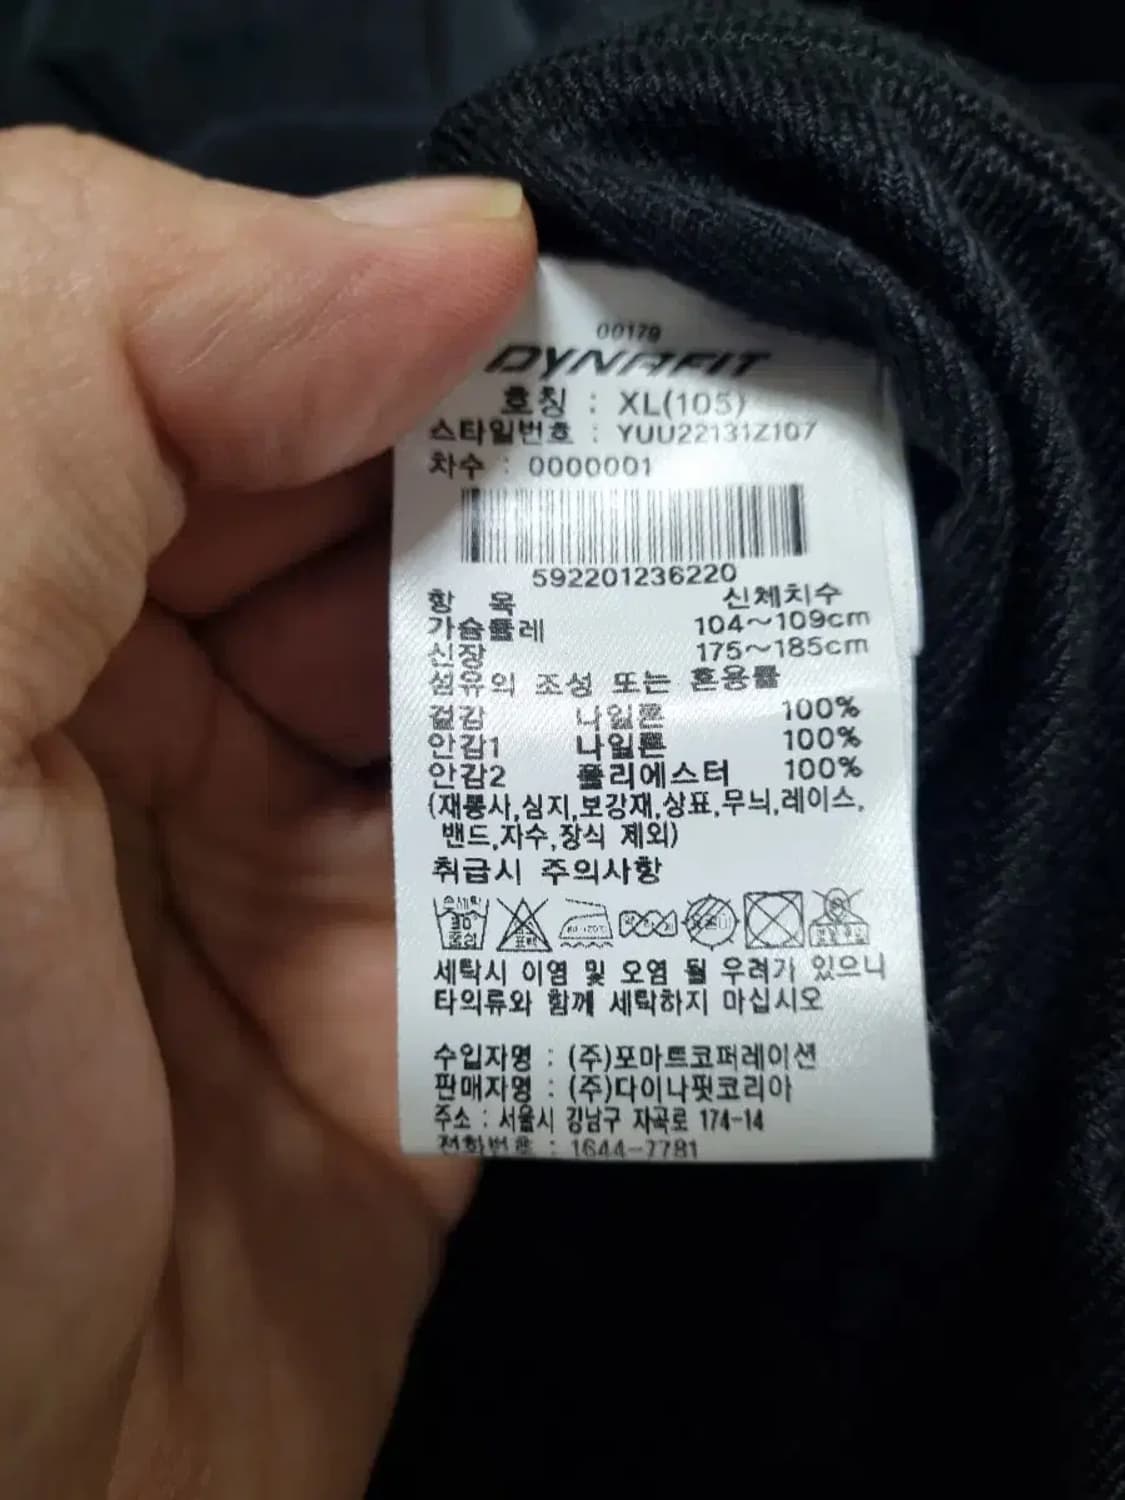 00179
DYNAFIT
호칭 : XL(105)
스타일번호 : YUU22131Z107
차수 : 0000001
592201236220
항 목 신체치수
가슴둘레 104~109cm
신장 175~185cm
섬유의 조성 또는 혼용률
겉감 나일론 100%
안감1 나일론 100%
안감2 폴리에스터 100%
(재봉사,심지,보강재,상표,무늬,레이스,
밴드,자수,장식 제외)
취급시 주의사항
손세탁 30° 중성 표백
세탁시 이염 및 오염 될 우려가 있으니
타의류와 함께 세탁하지 마십시오
수입자명 : (주)포마트코퍼레이션
판매자명 : (주)다이나핏코리아
주소 : 서울시 강남구 자곡로 174-14
전화번호 : 1644-7781